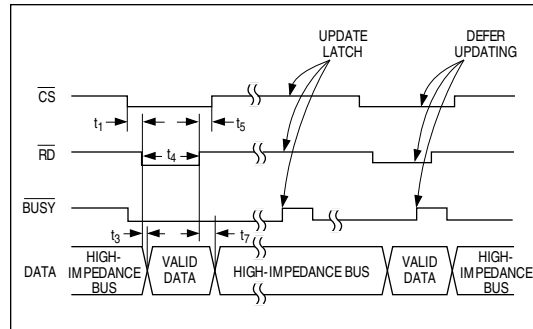 UPDATE
LATCH
DEFER
UPDATING
CS
t1
t5
RD
t4
BUSY
t3
t7
DATA
HIGH-
IMPEDANCE
BUS
VALID
DATA
HIGH-IMPEDANCE BUS
VALID
DATA
HIGH-
IMPEDANCE
BUS